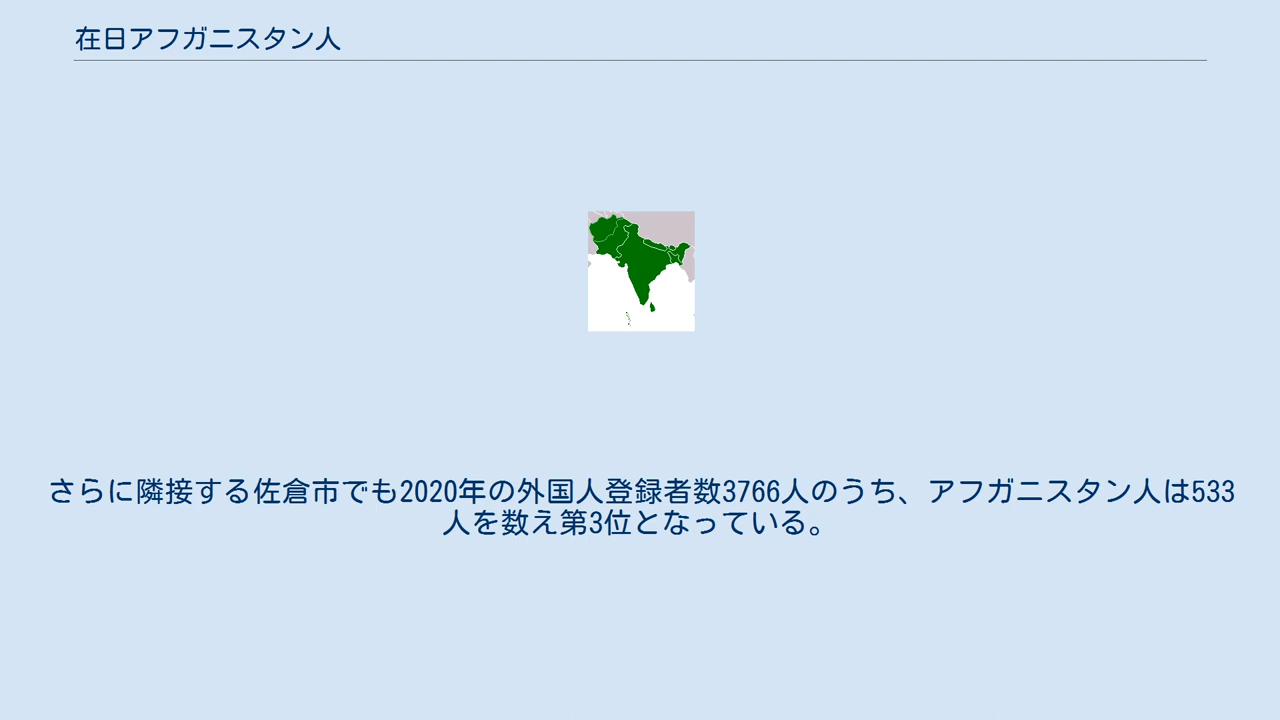 在日アフガニスタン人
さらに隣接する佐倉市でも2020年の外国人登録者数3766人のうち、アフガニスタン人は533
人を数え第3位となっている。